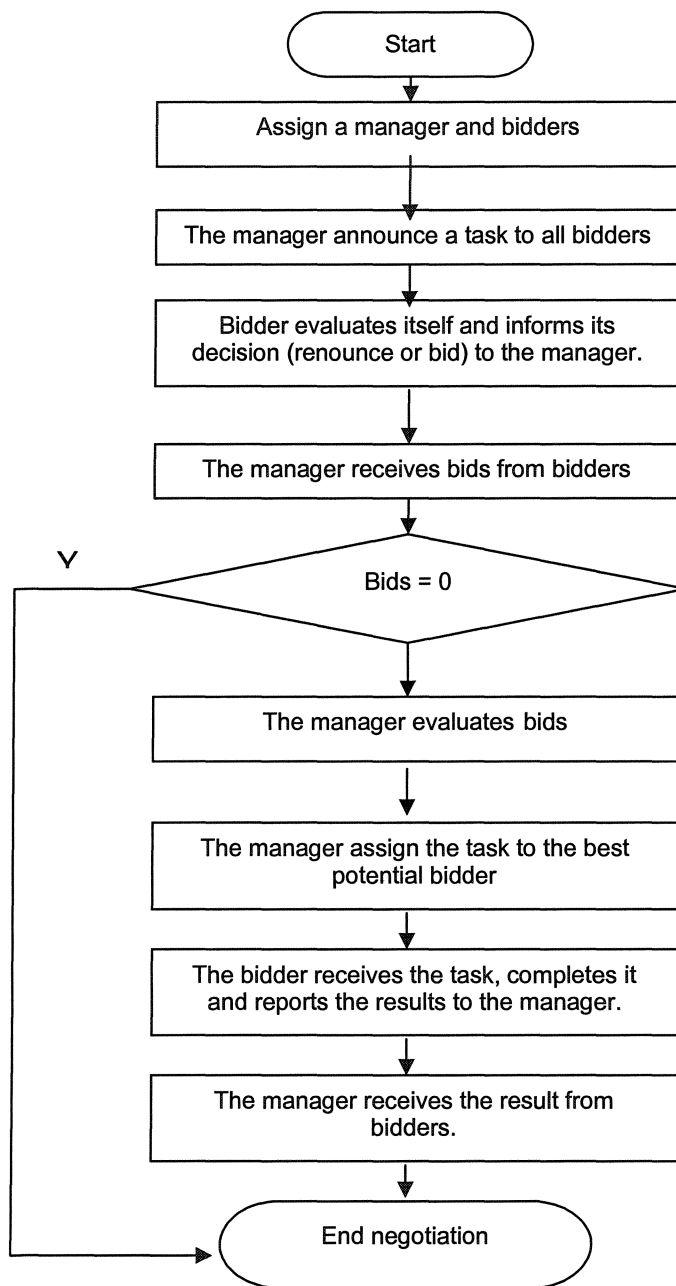 Start
Assign a manager and bidders
The manager announce a task to all bidders
Bidder evaluates itself and informs its
decision (renounce or bid) to the manager.
The manager receives bids from bidders
Y
Bids = 0
The manager evaluates bids
The manager assign the task to the best
potential bidder
The bidder receives the task, completes it
and reports the results to the manager.
The manager receives the result from
bidders.
End negotiation